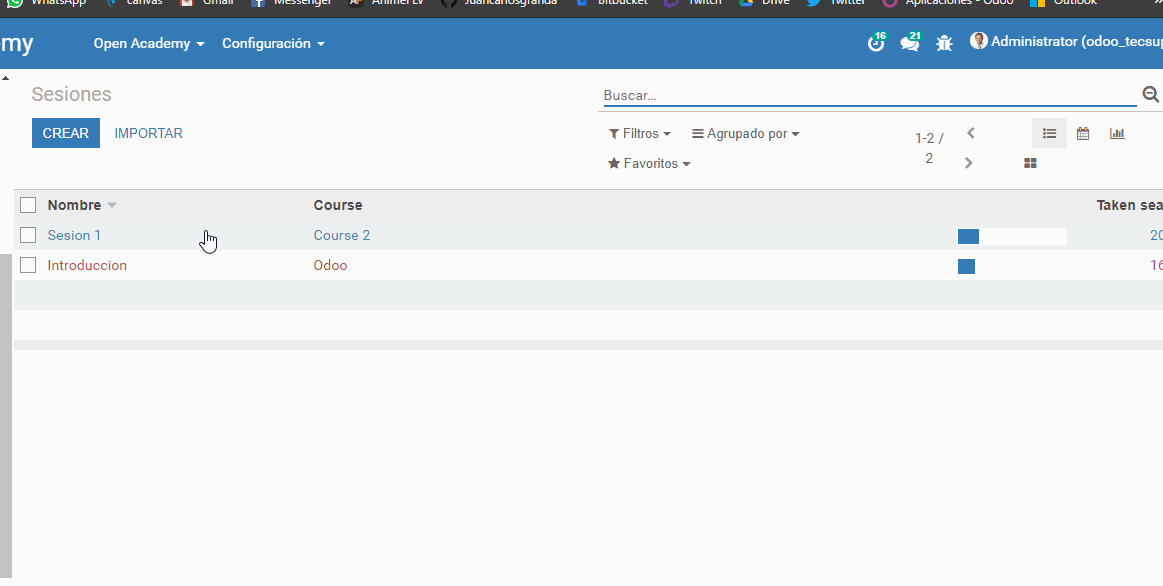 WhatsApp canvas Gmail Messenger AnimeFLV Juancarlosgranda Bitbucket Twitch Drive Twitter Aplicaciones - Odoo Outlook
my Open Academy Configuración 16 21 Administrator (odoo_tecsup
Sesiones
Buscar...
CREAR IMPORTAR
Filtros Agrupado por
Favoritos
1-2 /
2
Nombre Course Taken sea
Sesion 1 Course 2 20
Introduccion Odoo 16